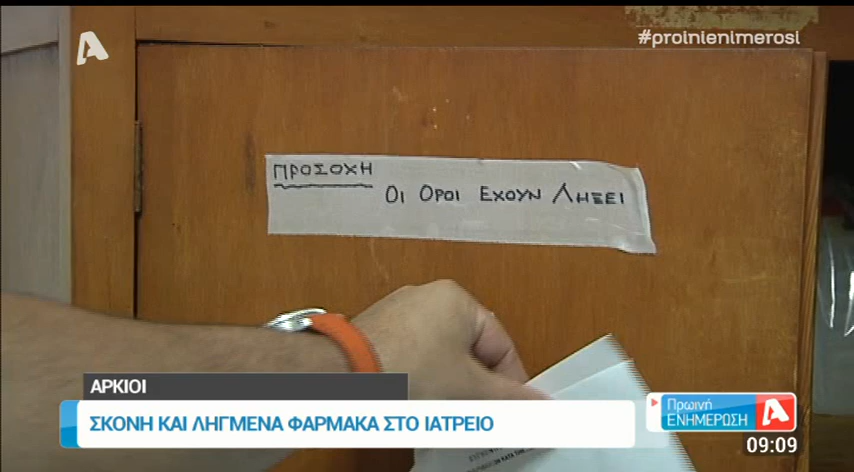 #proinienimerosi
ΠΡΟΣΟΧΗ
ΟΙ ΟΡΟΙ ΕΧΟΥΝ ΛΗΞΕΙ
ΑΡΚΙΟΙ
ΣΚΟΝΗ ΚΑΙ ΛΗΓΜΕΝΑ ΦΑΡΜΑΚΑ ΣΤΟ ΙΑΤΡΕΙΟ
Πρωινή
ΕΝΗΜΕΡΩΣΗ
09:09